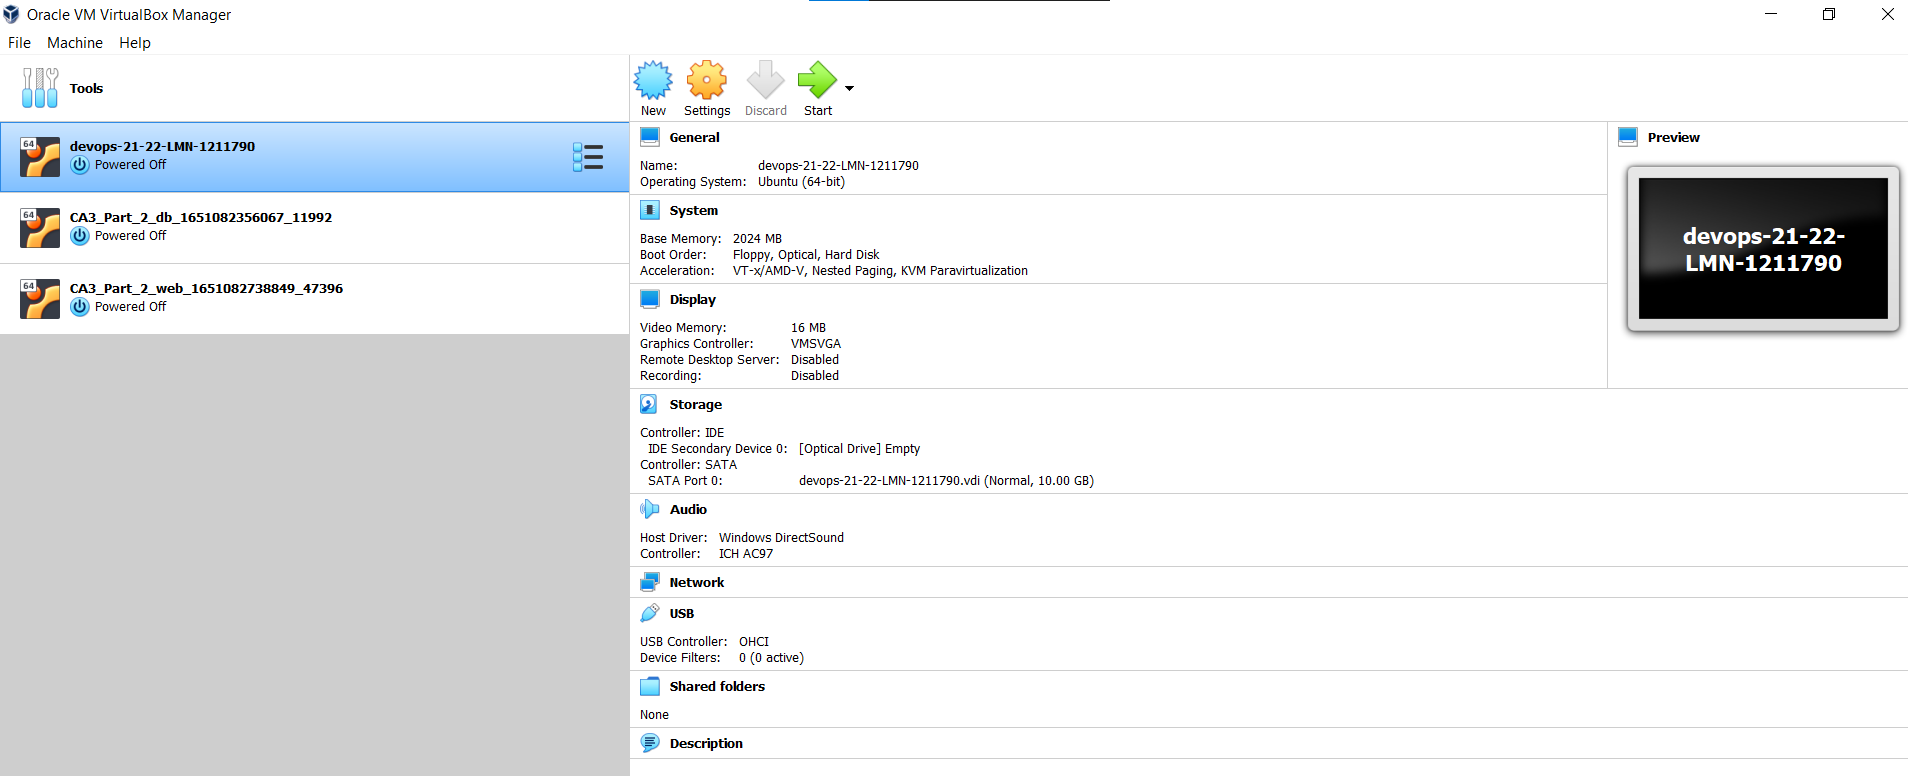 Oracle VM VirtualBox Manager
File Machine Help
Tools
64
devops-21-22-LMN-1211790
Powered Off
64
CA3_Part_2_db_1651082356067_11992
Powered Off
64
CA3_Part_2_web_1651082738849_47396
Powered Off
New Settings Discard Start
General
Name: devops-21-22-LMN-1211790
Operating System: Ubuntu (64-bit)
System
Base Memory: 2024 MB
Boot Order: Floppy, Optical, Hard Disk
Acceleration: VT-x/AMD-V, Nested Paging, KVM Paravirtualization
Display
Video Memory: 16 MB
Graphics Controller: VMSVGA
Remote Desktop Server: Disabled
Recording: Disabled
Preview
devops-21-22-
LMN-1211790
Storage
Controller: IDE
IDE Secondary Device 0: [Optical Drive] Empty
Controller: SATA
SATA Port 0: devops-21-22-LMN-1211790.vdi (Normal, 10.00 GB)
Audio
Host Driver: Windows DirectSound
Controller: ICH AC97
Network
USB
USB Controller: OHCI
Device Filters: 0 (0 active)
Shared folders
None
Description